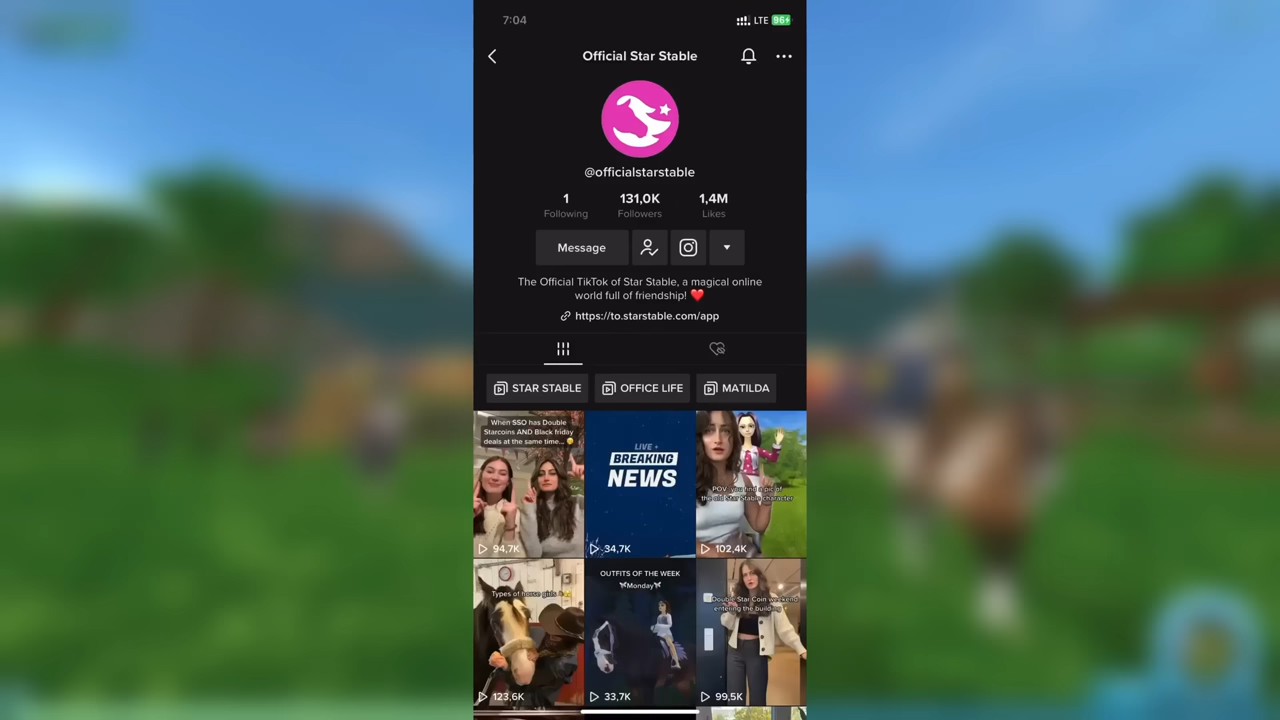 7:04
LTE 96+
Official Star Stable
@officialstarstable
1 131,0K 1,4M
Following Followers Likes
Message
The Official TikTok of Star Stable, a magical online
world full of friendship! ❤️
https://to.starstable.com/app
STAR STABLE OFFICE LIFE MATILDA
When SSO has Double
Starcoins AND Black friday
deals at the same time...
94,7K
LIVE
BREAKING
NEWS
34,7K
POV: you find a pic of
the old Star Stable character
102,4K
Types of horse girls
123,6K
OUTFITS OF THE WEEK
Monday
33,7K
Double Star Coin weekend
entering the building
99,5K